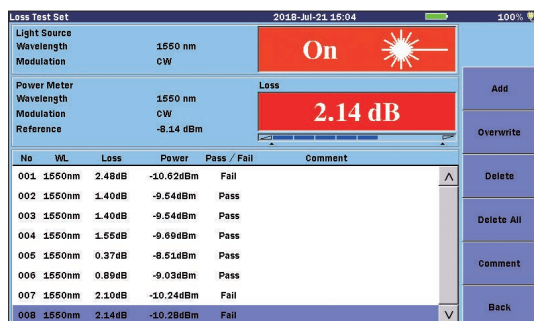 Loss Test Set 2018-Jul-21 15:04 100%
Light Source
Wavelength 1550 nm
Modulation CW
On
Power Meter
Wavelength 1550 nm
Modulation CW
Reference -8.14 dBm
Loss
2.14 dB
No WL Loss Power Pass / Fail Comment
001 1550nm 2.48dB -10.62dBm Fail
002 1550nm 1.40dB -9.54dBm Pass
003 1550nm 1.40dB -9.54dBm Pass
004 1550nm 1.55dB -9.69dBm Pass
005 1550nm 0.37dB -8.51dBm Pass
006 1550nm 0.89dB -9.03dBm Pass
007 1550nm 2.10dB -10.24dBm Fail
008 1550nm 2.14dB -10.28dBm Fail
Add
Overwrite
Delete
Delete All
Comment
Back